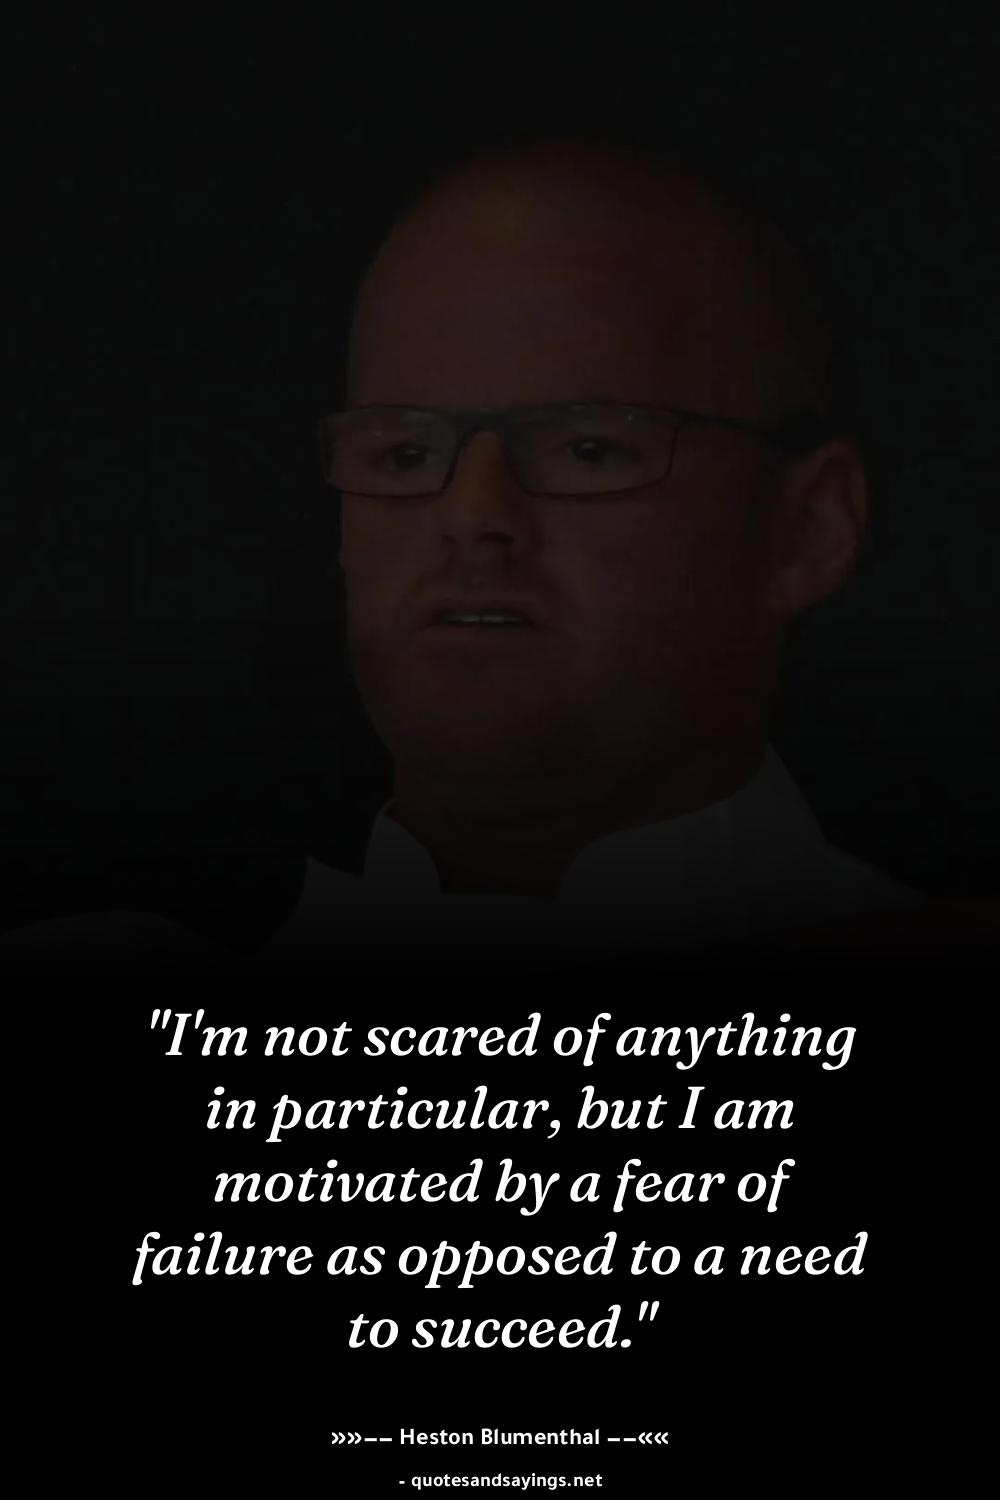 "I'm not scared of anything
in particular, but I am
motivated by a fear of
failure as opposed to a need
to succeed."
»»–– Heston Blumenthal ––««
- quotesandsayings.net